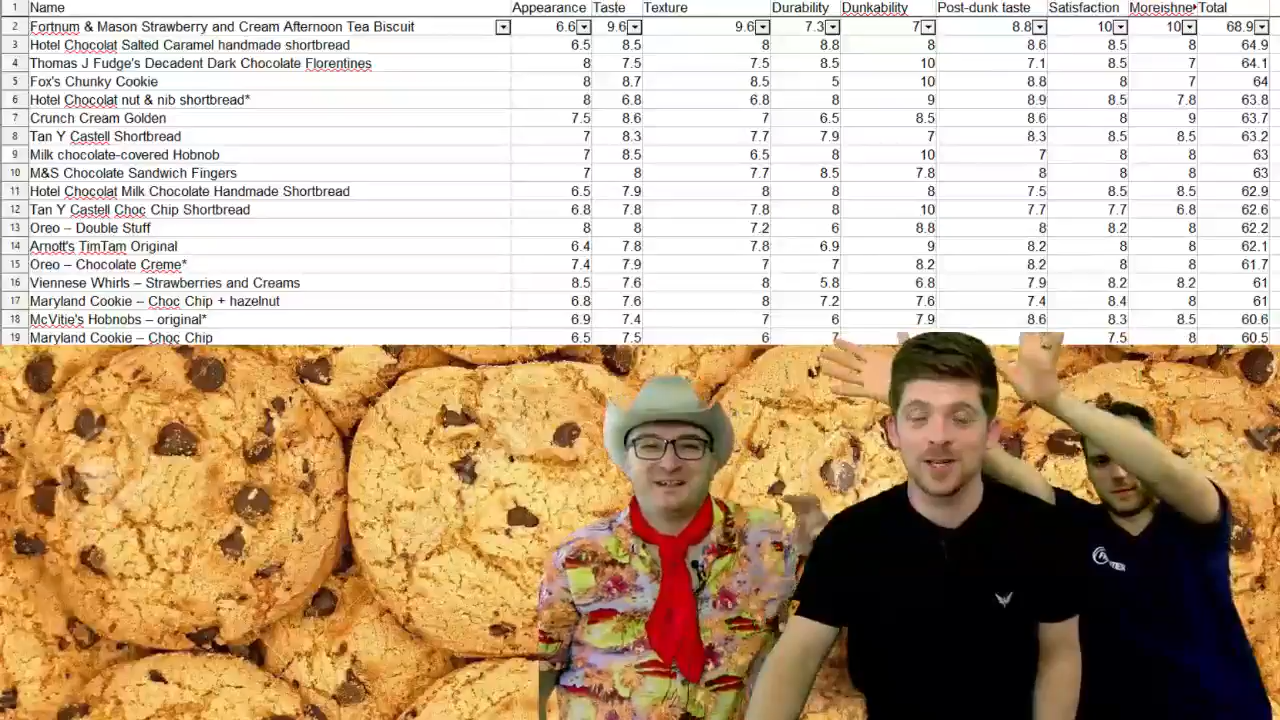 1 Name Appearance Taste Texture Durability Dunkability Post-dunk taste Satisfaction Moreishne Total
2 Fortnum & Mason Strawberry and Cream Afternoon Tea Biscuit 6.6 9.6 9.6 7.3 7 8.8 10 10 68.9
3 Hotel Chocolat Salted Caramel handmade shortbread 6.5 8.5 8 8.8 8 8.6 8.5 8 64.9
4 Thomas J Fudge's Decadent Dark Chocolate Florentines 8 7.5 7.5 8.5 10 7.1 8.5 7 64.1
5 Fox's Chunky Cookie 8 8.7 8.5 5 10 8.8 8 7 64
6 Hotel Chocolat nut & nib shortbread* 8 6.8 6.8 8 9 8.9 8.5 7.8 63.8
7 Crunch Cream Golden 7.5 8.6 7 6.5 8.5 8.6 8 9 63.7
8 Tan Y Castell Shortbread 7 8.3 7.7 7.9 7 8.3 8.5 8.5 63.2
9 Milk chocolate-covered Hobnob 7 8.5 6.5 8 10 7 8 8 63
10 M&S Chocolate Sandwich Fingers 7 8 7.7 8.5 7.8 8 8 8 63
11 Hotel Chocolat Milk Chocolate Handmade Shortbread 6.5 7.9 8 8 8 7.5 8.5 8.5 62.9
12 Tan Y Castell Choc Chip Shortbread 6.8 7.8 7.8 8 10 7.7 7.7 6.8 62.6
13 Oreo – Double Stuff 8 8 7.2 6 8.8 8 8.2 8 62.2
14 Arnott's TimTam Original 6.4 7.8 7.8 6.9 9 8.2 8 8 62.1
15 Oreo – Chocolate Creme* 7.4 7.9 7 7 8.2 8.2 8 8 61.7
16 Viennese Whirls – Strawberries and Creams 8.5 7.6 8 5.8 6.8 7.9 8.2 8.2 61
17 Maryland Cookie – Choc Chip + hazelnut 6.8 7.6 8 7.2 7.6 7.4 8.4 8 61
18 McVitie's Hobnobs – original* 6.9 7.4 7 6 7.9 8.6 8.3 8.5 60.6
19 Maryland Cookie – Choc Chip 6.5 7.5 6 7 7.5 8 60.5